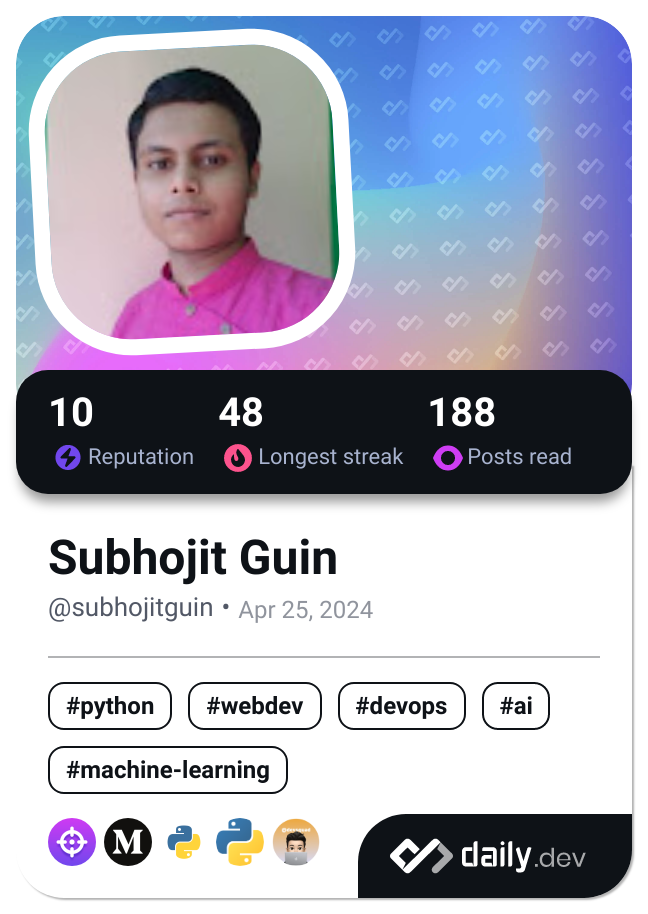 10 48 188
Reputation Longest streak Posts read
Subhojit Guin
@subhojitguin • Apr 25, 2024
#python #webdev #devops #ai
#machine-learning
M
daily.dev